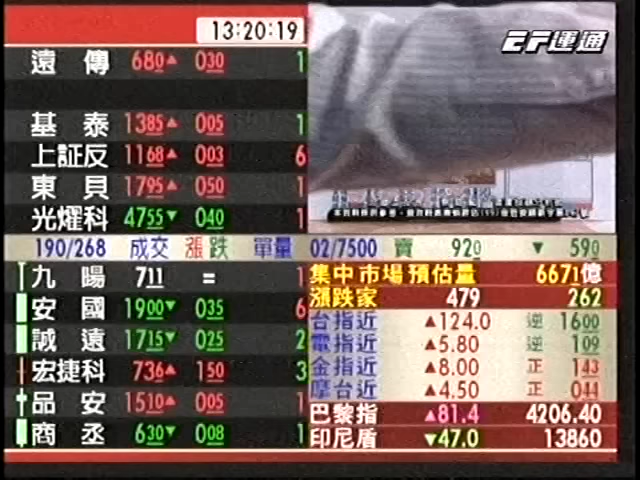 13:20:19
EF運通
遠傳 680▲ 030 1
基泰 1385▲ 005 1
上証反 1168▲ 003 6
東貝 1795▲ 050 1
光燿科 4755▼ 040 1
190/268 成交 漲跌 單量 02/7500 賣 920 ▼ 590
九暘 711 = 1
安國 1900▼ 035 6
誠遠 1715▼ 025 2
宏捷科 736▲ 150 3
品安 1510▲ 005 1
商丞 630▼ 008 1
集中市場預估量 6671億
漲跌家 479 262
台指近 ▲124.0 逆 1600
電指近 ▲5.80 逆 109
金指近 ▲8.00 正 143
摩台近 ▲4.50 正 044
巴黎指 ▲81.4 4206.40
印尼盾 ▼47.0 13860